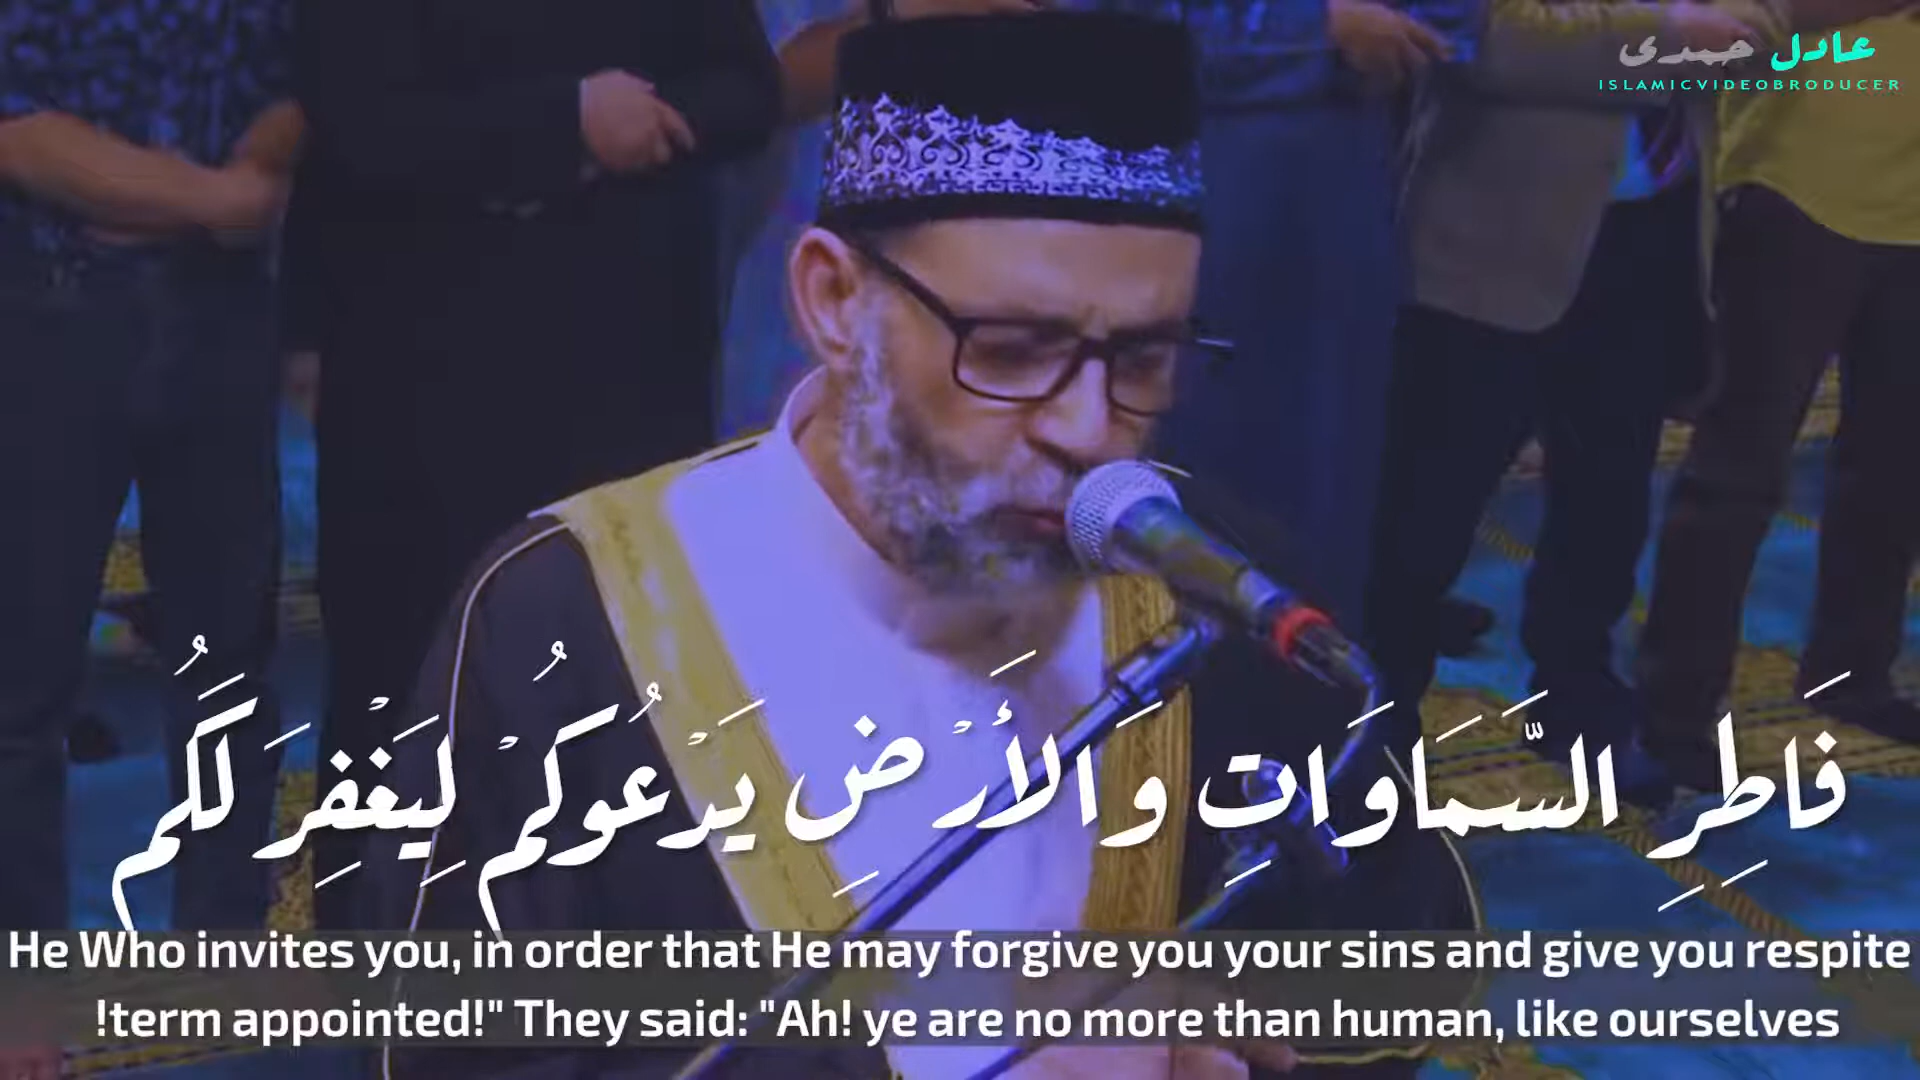 عادل حمدى
ISLAMICVIDEOBRODUCER
فَاطِرِ السَّمَاوَاتِ وَالأَرْضِ يَدْعُوكُمْ لِيَغْفِرَ لَكُم
He Who invites you, in order that He may forgive you your sins and give you respite
!term appointed!" They said: "Ah! ye are no more than human, like ourselves